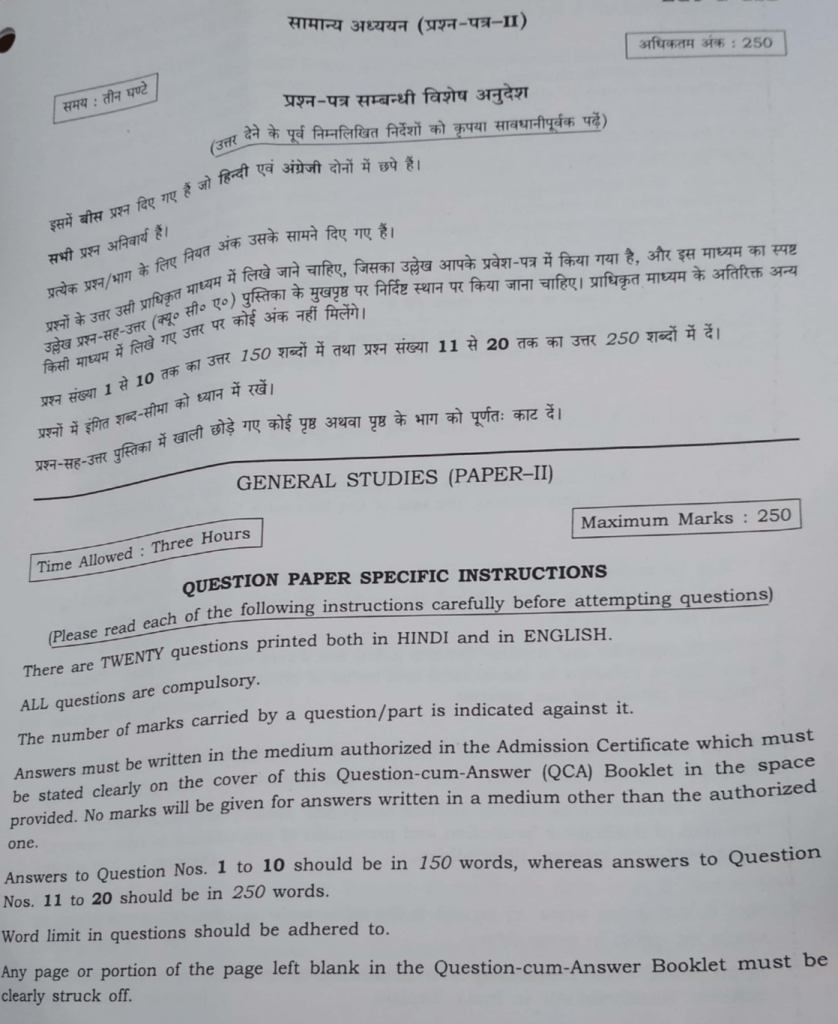 सामान्य अध्ययन (प्रश्न-पत्र–II)
अधिकतम अंक : 250
समय : तीन घण्टे
प्रश्न-पत्र सम्बन्धी विशेष अनुदेश
(उत्तर देने के पूर्व निम्नलिखित निर्देशों को कृपया सावधानीपूर्वक पढ़ें)
इसमें बीस प्रश्न दिए गए हैं जो हिन्दी एवं अंग्रेजी दोनों में छपे हैं।
सभी प्रश्न अनिवार्य हैं।
प्रत्येक प्रश्न/भाग के लिए नियत अंक उसके सामने दिए गए हैं।
प्रश्नों के उत्तर उसी प्राधिकृत माध्यम में लिखे जाने चाहिए, जिसका उल्लेख आपके प्रवेश-पत्र में किया गया है, और इस माध्यम का स्पष्ट
उल्लेख प्रश्न-सह-उत्तर (क्यू० सी० ए०) पुस्तिका के मुखपृष्ठ पर निर्दिष्ट स्थान पर किया जाना चाहिए। प्राधिकृत माध्यम के अतिरिक्त अन्य
किसी माध्यम में लिखे गए उत्तर पर कोई अंक नहीं मिलेंगे।
प्रश्न संख्या 1 से 10 तक का उत्तर 150 शब्दों में तथा प्रश्न संख्या 11 से 20 तक का उत्तर 250 शब्दों में दें।
प्रश्नों में इंगित शब्द-सीमा को ध्यान में रखें।
प्रश्न-सह-उत्तर पुस्तिका में खाली छोड़े गए कोई पृष्ठ अथवा पृष्ठ के भाग को पूर्णतः काट दें।
GENERAL STUDIES (PAPER–II)
Maximum Marks : 250
Time Allowed : Three Hours
QUESTION PAPER SPECIFIC INSTRUCTIONS
(Please read each of the following instructions carefully before attempting questions)
There are TWENTY questions printed both in HINDI and in ENGLISH.
ALL questions are compulsory.
The number of marks carried by a question/part is indicated against it.
Answers must be written in the medium authorized in the Admission Certificate which must
be stated clearly on the cover of this Question-cum-Answer (QCA) Booklet in the space
provided. No marks will be given for answers written in a medium other than the authorized
one.
Answers to Question Nos. 1 to 10 should be in 150 words, whereas answers to Question
Nos. 11 to 20 should be in 250 words.
Word limit in questions should be adhered to.
Any page or portion of the page left blank in the Question-cum-Answer Booklet must be
clearly struck off.